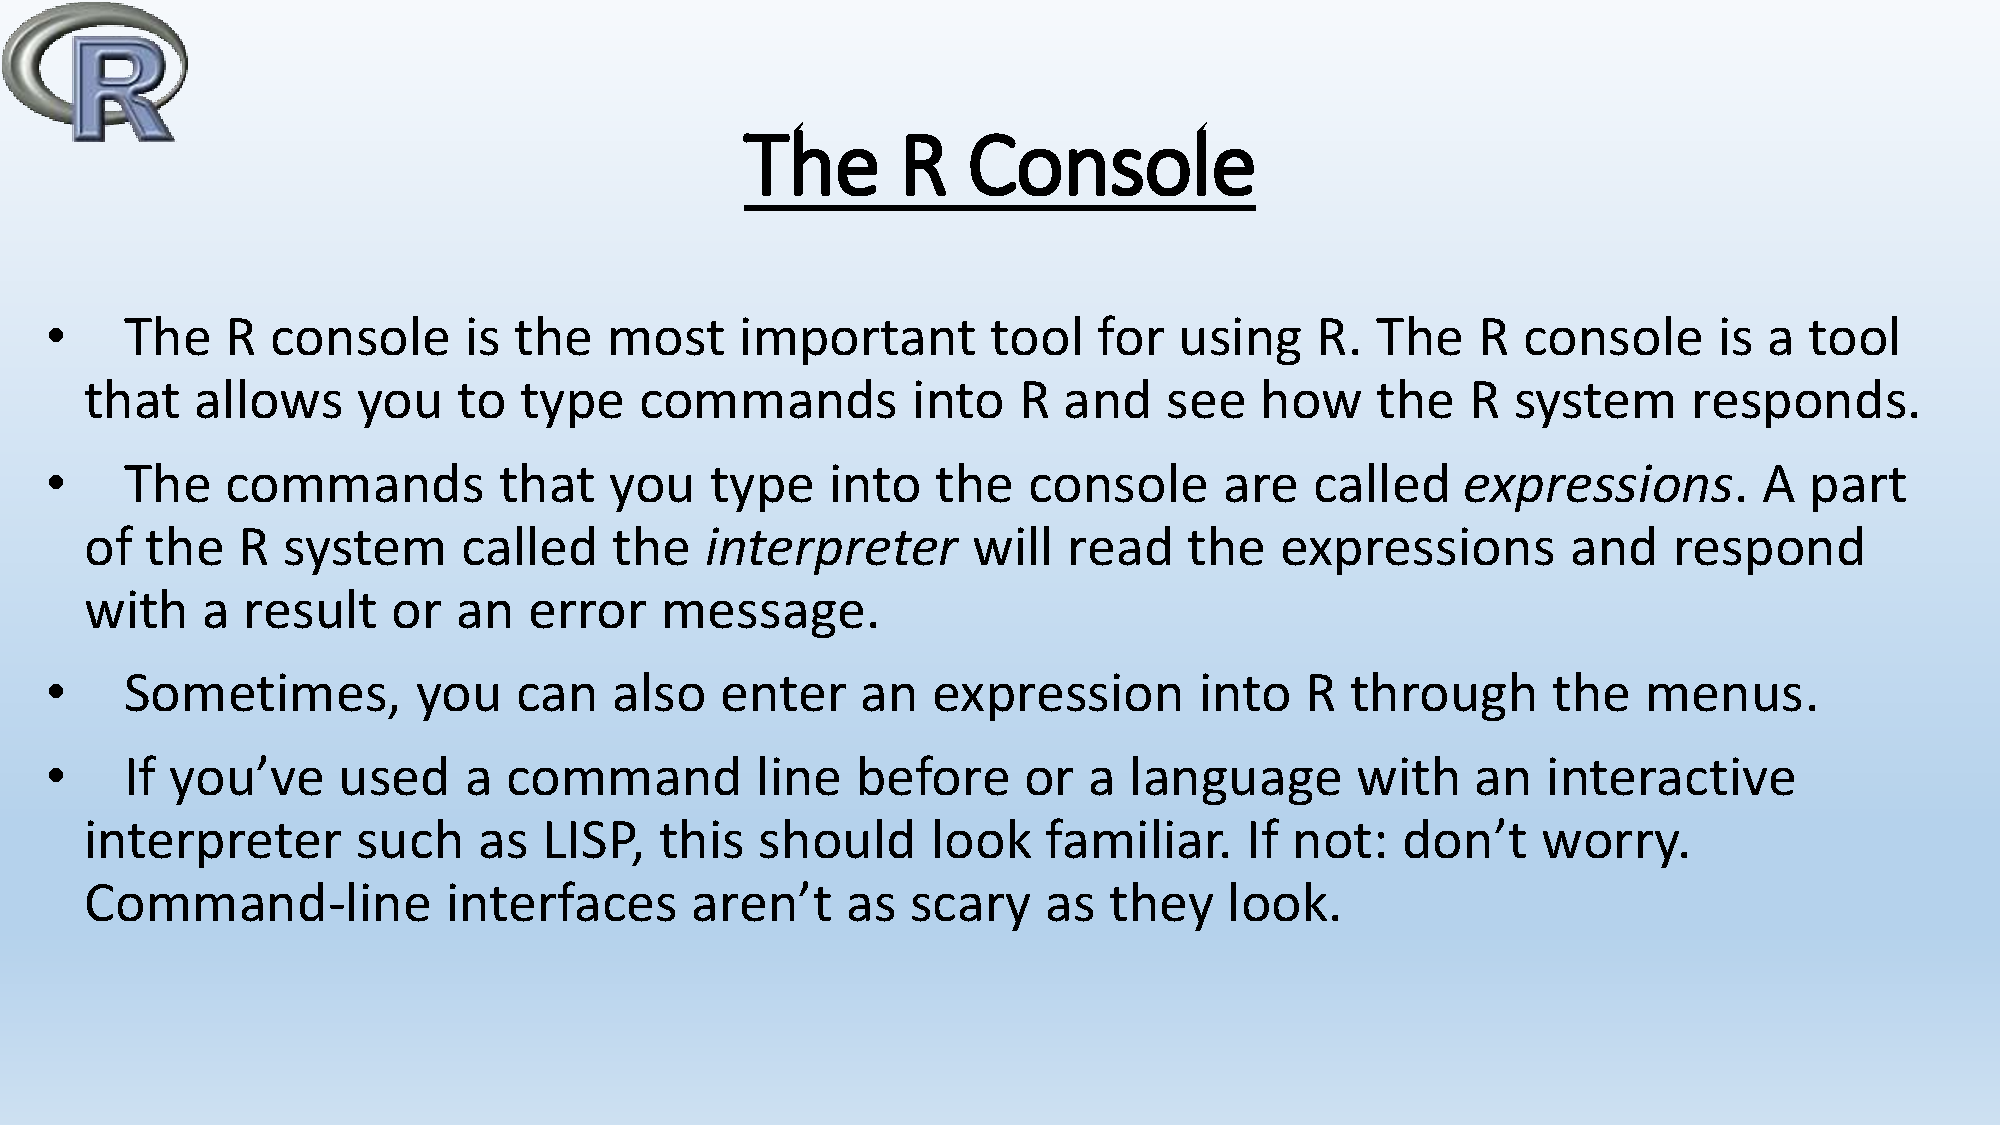 R
The R Console
• The R console is the most important tool for using R. The R console is a tool
that allows you to type commands into R and see how the R system responds.
• The commands that you type into the console are called expressions. A part
of the R system called the interpreter will read the expressions and respond
with a result or an error message.
• Sometimes, you can also enter an expression into R through the menus.
• If you’ve used a command line before or a language with an interactive
interpreter such as LISP, this should look familiar. If not: don’t worry.
Command-line interfaces aren’t as scary as they look.